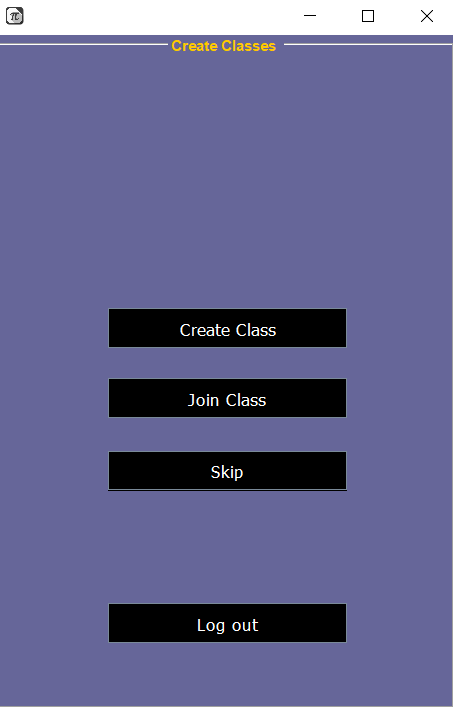 π
Create Classes
Create Class
Join Class
Skip
Log out